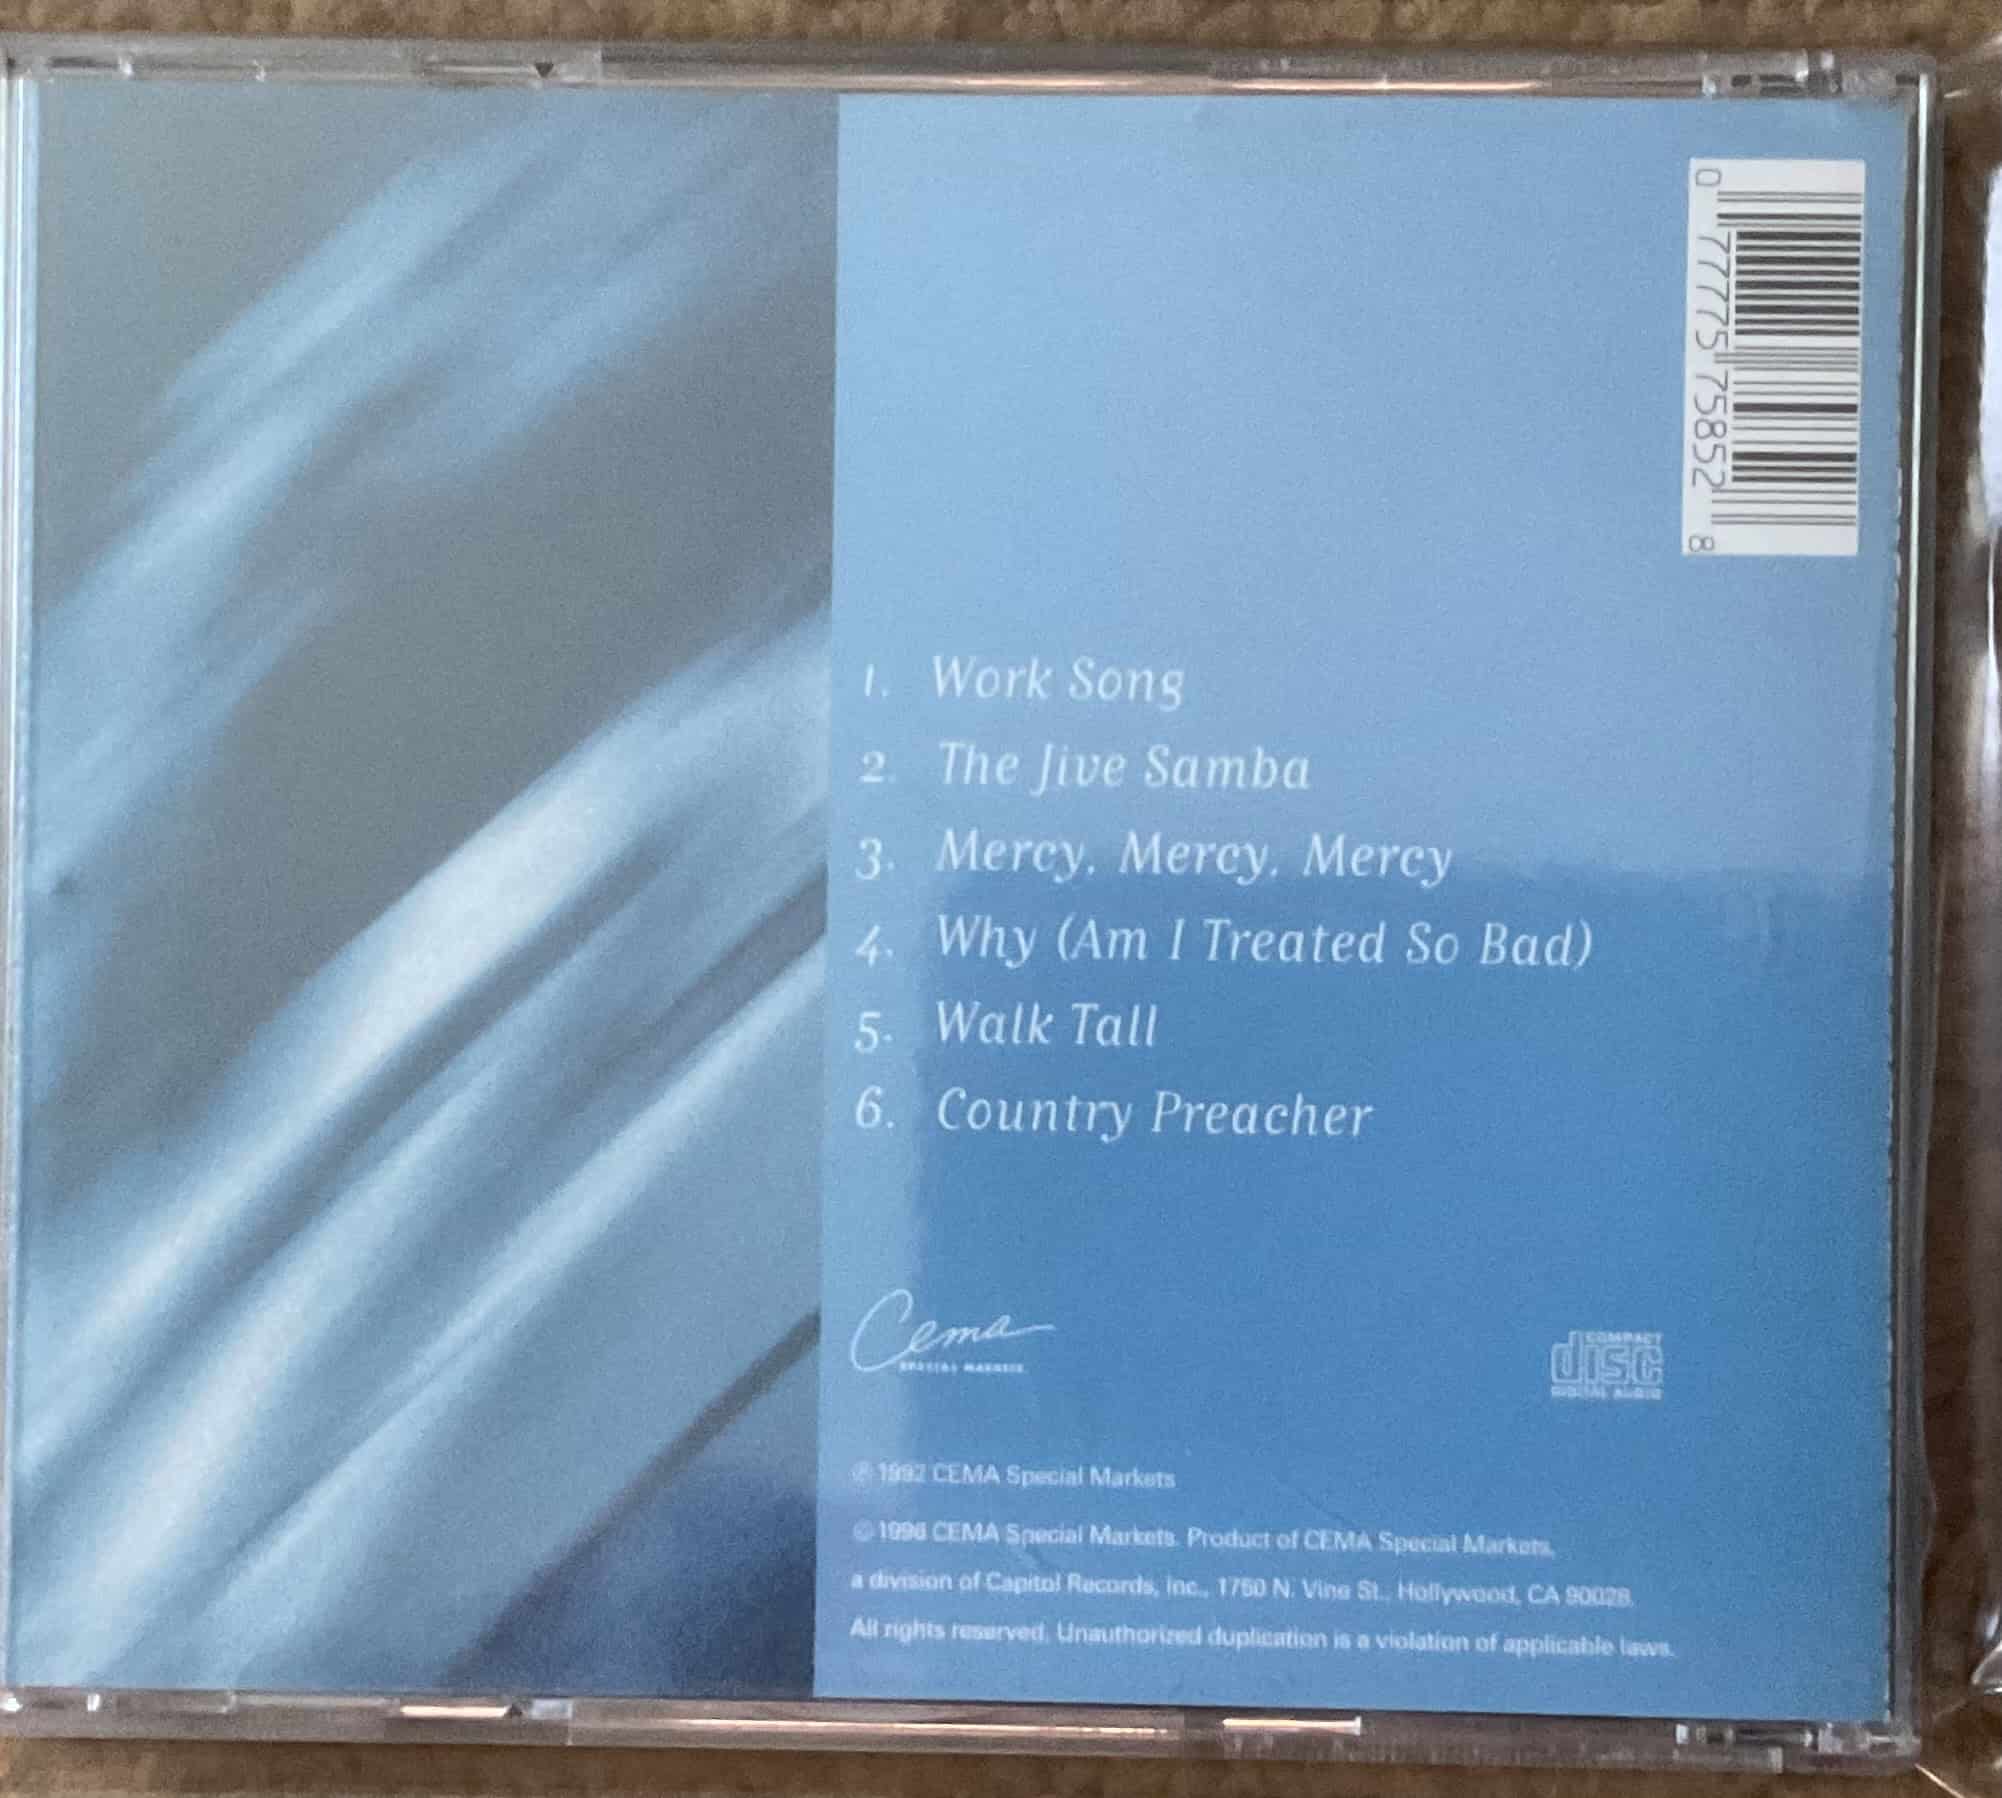 0 77775 75852 8
1. Work Song
2. The Jive Samba
3. Mercy, Mercy, Mercy
4. Why (Am I Treated So Bad)
5. Walk Tall
6. Country Preacher
Cema
SPECIAL MARKETS
COMPACT
disc
DIGITAL AUDIO
℗ 1992 CEMA Special Markets
© 1996 CEMA Special Markets. Product of CEMA Special Markets,
a division of Capitol Records, Inc., 1750 N. Vine St., Hollywood, CA 90028.
All rights reserved. Unauthorized duplication is a violation of applicable laws.